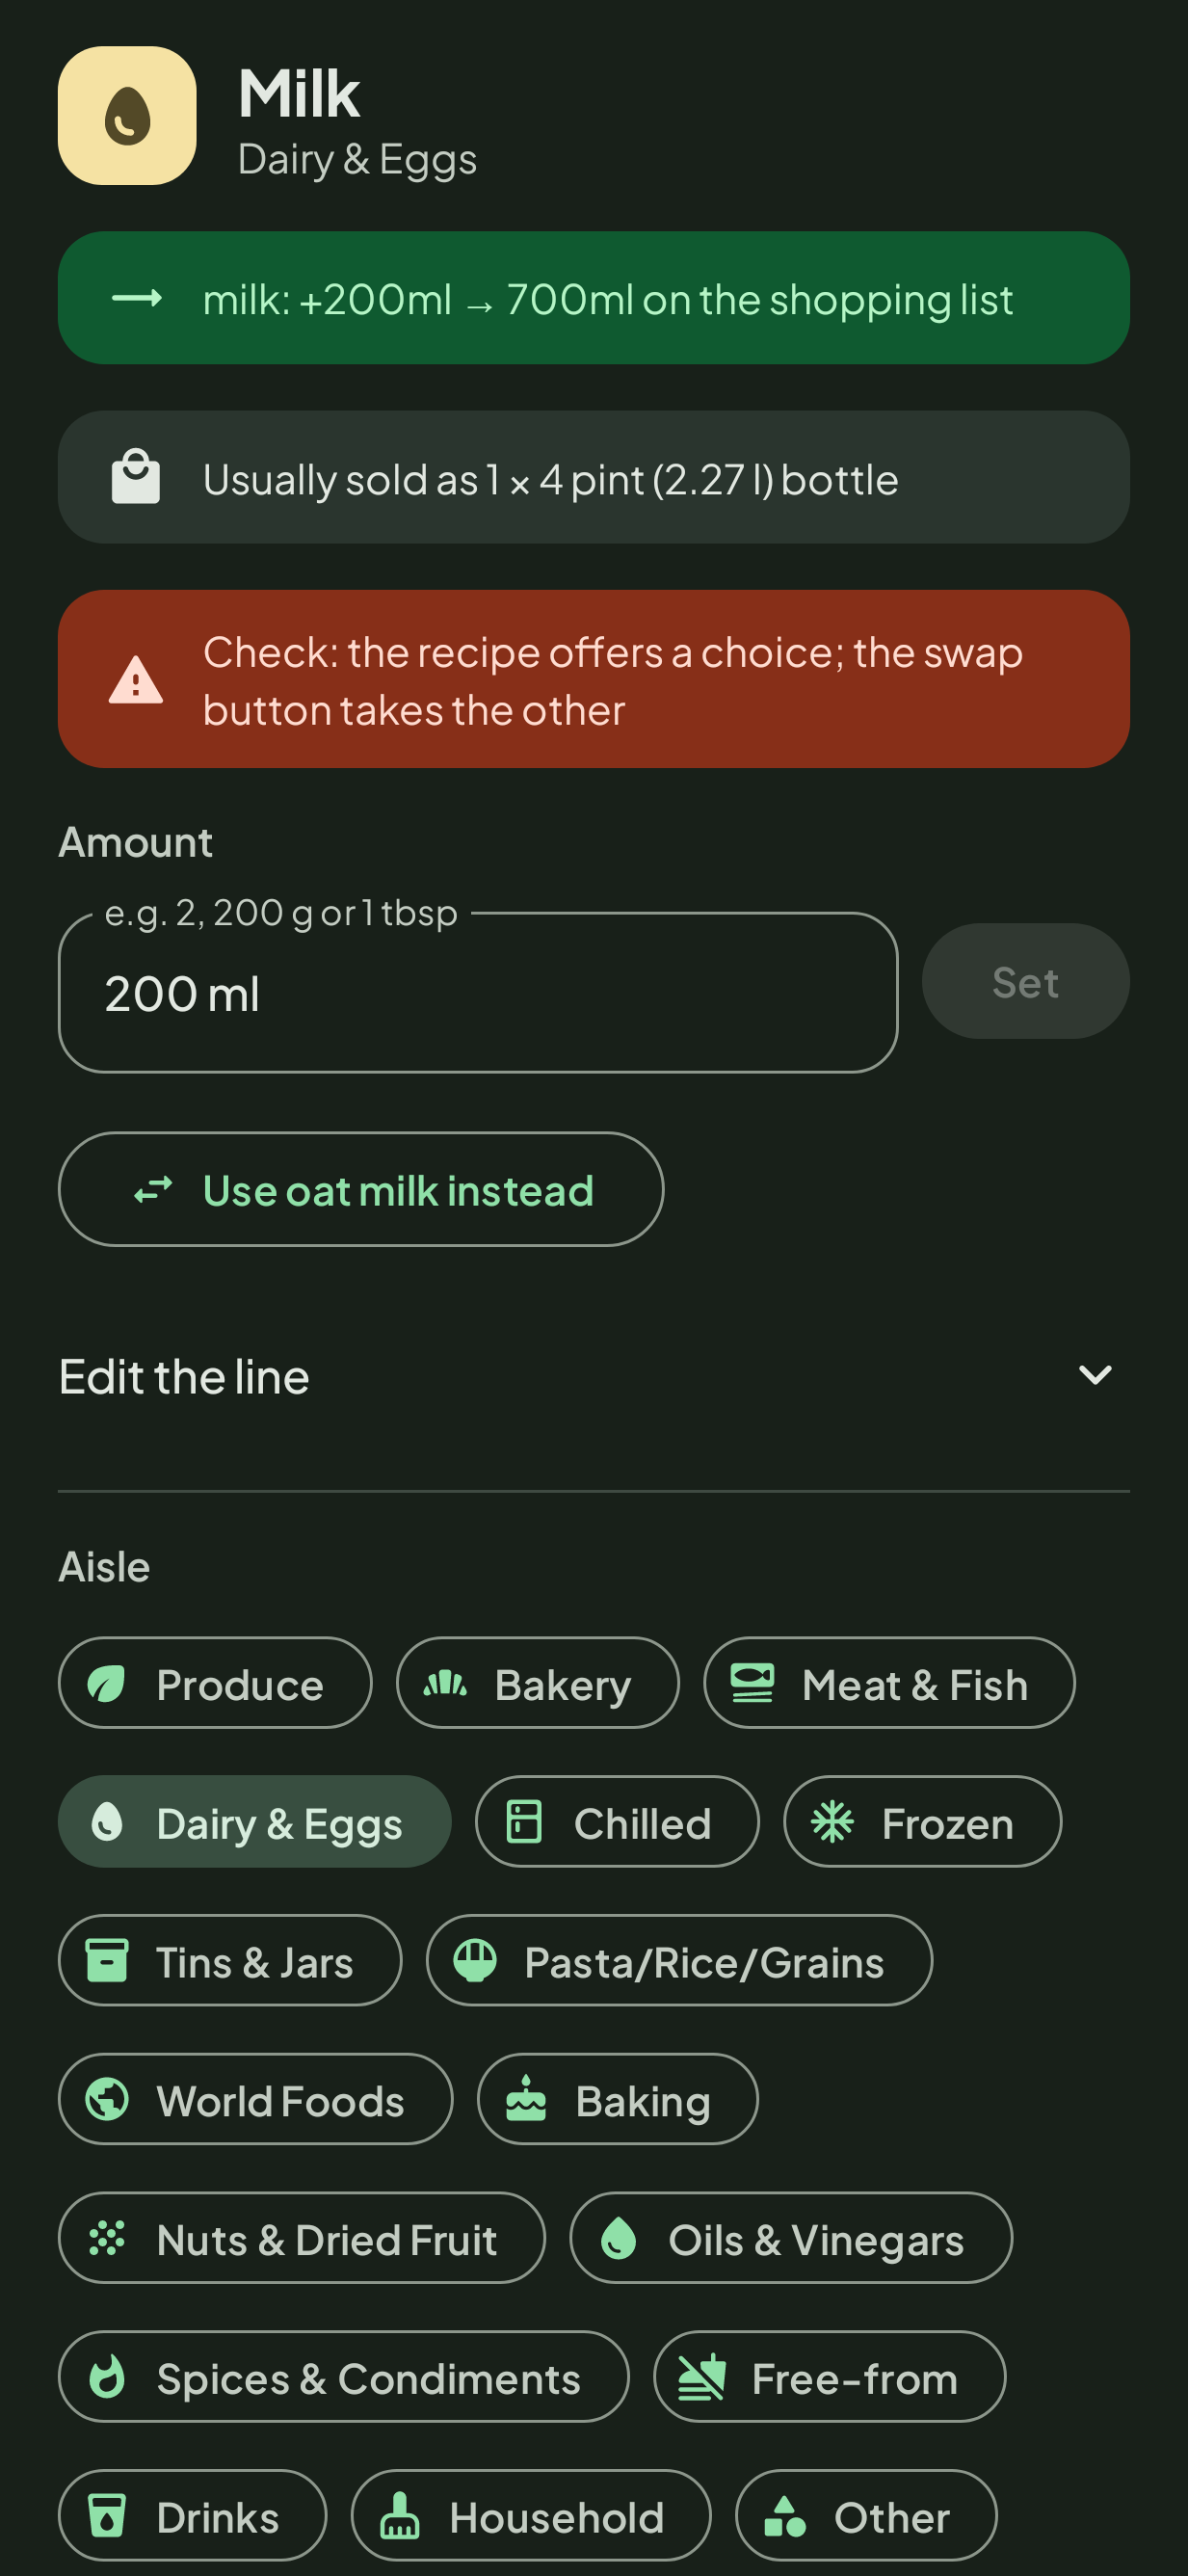 Milk
Dairy & Eggs
milk: +200ml → 700ml on the shopping list
Usually sold as 1 × 4 pint (2.27 l) bottle
Check: the recipe offers a choice; the swap
button takes the other
Amount
e.g. 2, 200 g or 1 tbsp
200 ml
Set
Use oat milk instead
Edit the line
Aisle
Produce
Bakery
Meat & Fish
Dairy & Eggs
Chilled
Frozen
Tins & Jars
Pasta/Rice/Grains
World Foods
Baking
Nuts & Dried Fruit
Oils & Vinegars
Spices & Condiments
Free-from
Drinks
Household
Other